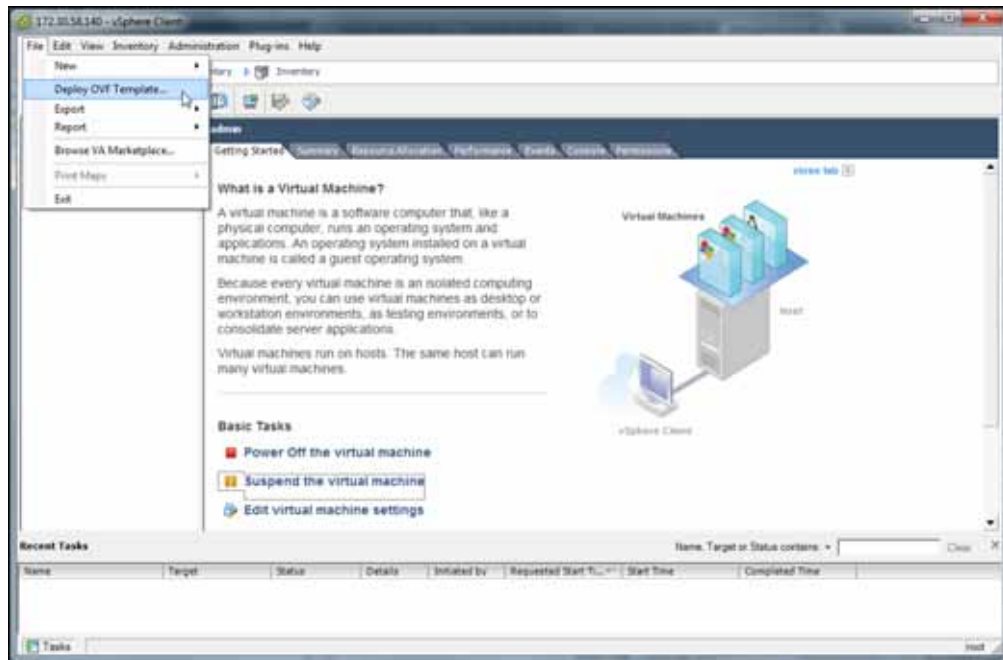 172.30.58.140 - vSphere Client
File Edit View Inventory Administration Plug-ins Help
New
Inventory
Deploy OVF Template...
Export
Report
Browse VA Marketplace...
Print Maps
Exit
Getting Started Summary Resource Allocation Performance Events Console Permissions
close tab
What is a Virtual Machine?
A virtual machine is a software computer that, like a
physical computer, runs an operating system and
applications. An operating system installed on a virtual
machine is called a guest operating system.
Because every virtual machine is an isolated computing
environment, you can use virtual machines as desktop or
workstation environments, as testing environments, or to
consolidate server applications.
Virtual machines run on hosts. The same host can run
many virtual machines.
Virtual Machines
Host
vSphere Client
Basic Tasks
Power Off the virtual machine
Suspend the virtual machine
Edit virtual machine settings
Recent Tasks
Name, Target or Status contains:
Clear
Name Target Status Details Initiated by Requested Start Ti... Start Time Completed Time
Tasks
root